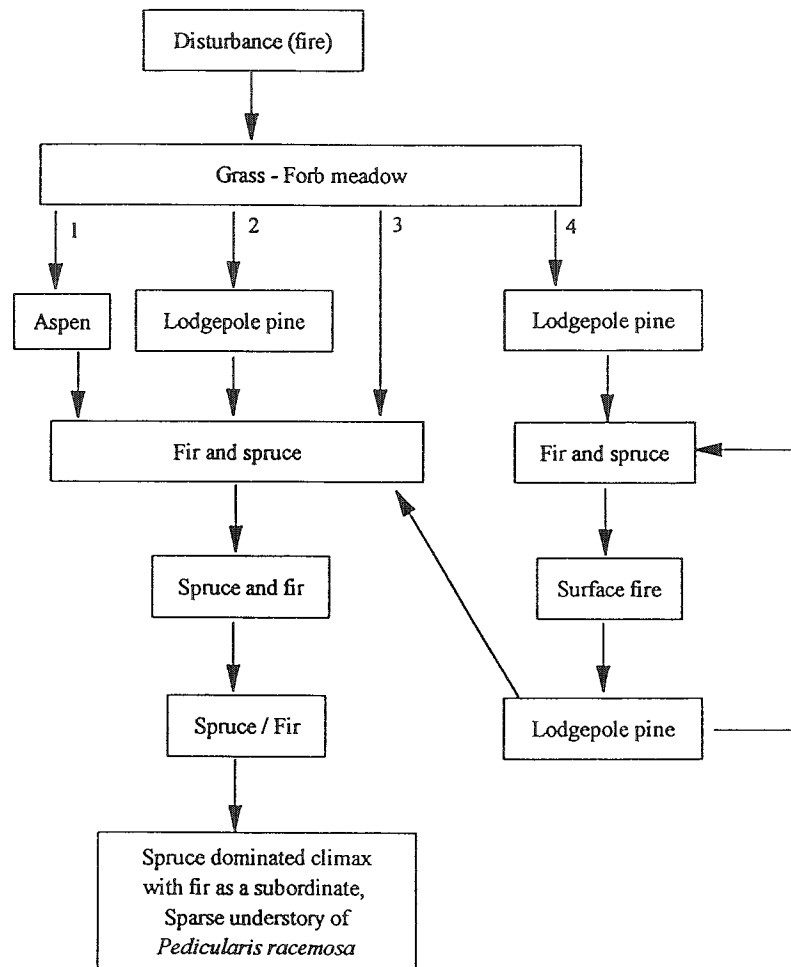 Disturbance (fire)
Grass - Forb meadow
1
2
3
4
Aspen
Lodgepole pine
Lodgepole pine
Fir and spruce
Fir and spruce
Spruce and fir
Surface fire
Spruce / Fir
Lodgepole pine
Spruce dominated climax
with fir as a subordinate,
Sparse understory of
Pedicularis racemosa